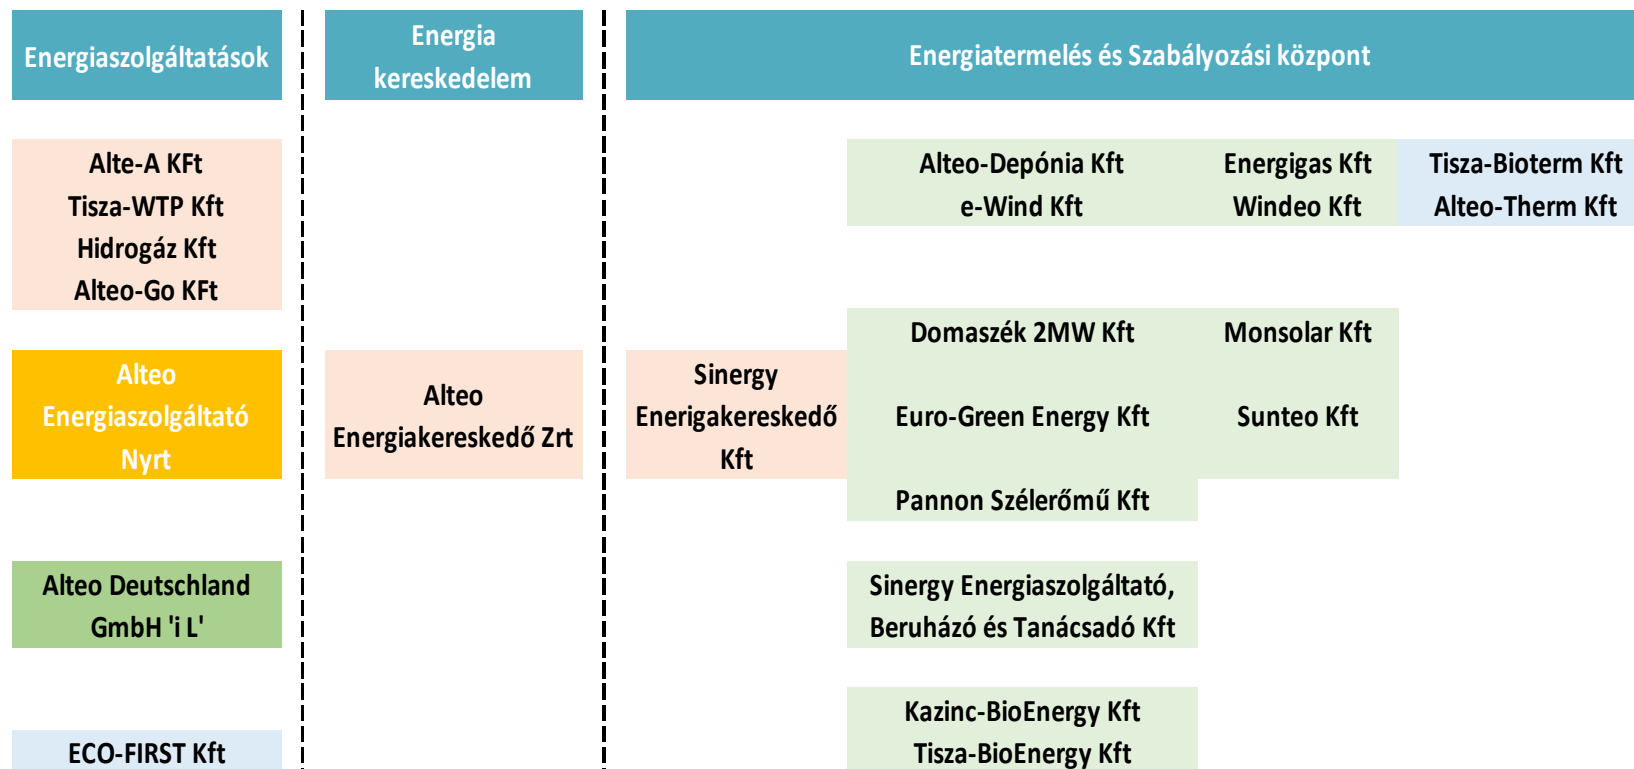 Energiaszolgáltatások
Energia
kereskedelem
Energiatermelés és Szabályozási központ
Alte-A KFt
Tisza-WTP Kft
Hidrogáz Kft
Alteo-Go KFt
Alteo
Energiaszolgáltató
Nyrt
Alteo Deutschland
GmbH 'i L'
ECO-FIRST Kft
Alteo
Energiakereskedő Zrt
Sinergy
Enerigakereskedő
Kft
Alteo-Depónia Kft
e-Wind Kft
Energigas Kft
Windeo Kft
Tisza-Bioterm Kft
Alteo-Therm Kft
Domaszék 2MW Kft
Monsolar Kft
Euro-Green Energy Kft
Sunteo Kft
Pannon Szélerőmű Kft
Sinergy Energiaszolgáltató,
Beruházó és Tanácsadó Kft
Kazinc-BioEnergy Kft
Tisza-BioEnergy Kft